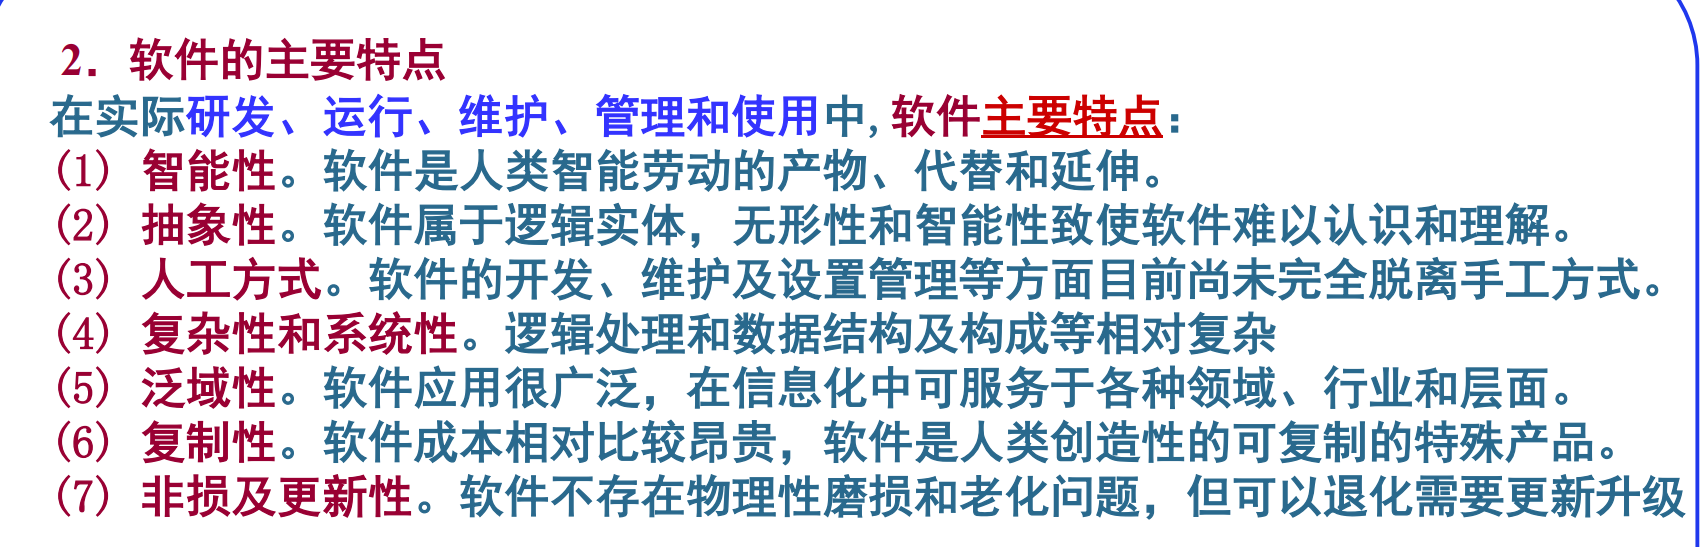 2. 软件的主要特点
在实际研发、运行、维护、管理和使用中,软件主要特点:
(1) 智能性。软件是人类智能劳动的产物、代替和延伸。
(2) 抽象性。软件属于逻辑实体，无形性和智能性致使软件难以认识和理解。
(3) 人工方式。软件的开发、维护及设置管理等方面目前尚未完全脱离手工方式。
(4) 复杂性和系统性。逻辑处理和数据结构及构成等相对复杂
(5) 泛域性。软件应用很广泛，在信息化中可服务于各种领域、行业和层面。
(6) 复制性。软件成本相对比较昂贵，软件是人类创造性的可复制的特殊产品。
(7) 非损及更新性。软件不存在物理性磨损和老化问题，但可以退化需要更新升级